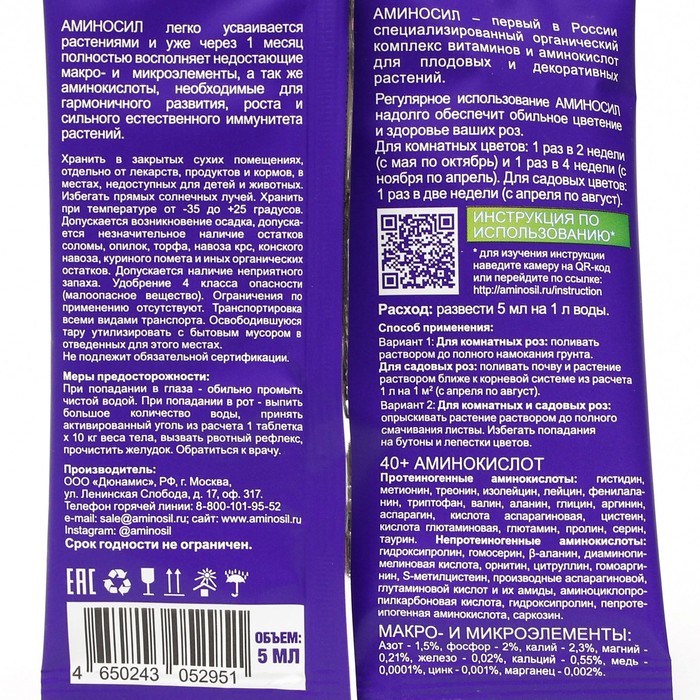 АМИНОСИЛ легко усваивается
растениями и уже через 1 месяц
полностью восполняет недостающие
макро- и микроэлементы, а так же
аминокислоты, необходимые для
гармоничного развития, роста и
сильного естественного иммунитета
растений.
Хранить в закрытых сухих помещениях,
отдельно от лекарств, продуктов и кормов, в
местах, недоступных для детей и животных.
Избегать прямых солнечных лучей. Хранить
при температуре от -35 до +25 градусов.
Допускается возникновение осадка, допуска-
ется незначительное наличие остатков
соломы, опилок, торфа, навоза крс, конского
навоза, куриного помета и иных органических
остатков. Допускается наличие неприятного
запаха. Удобрение 4 класса опасности
(малоопасное вещество). Ограничения по
применению отсутствуют. Транспортировка
всеми видами транспорта. Освободившуюся
тару утилизировать с бытовым мусором в
отведенных для этого местах.
Не подлежит обязательной сертификации.
Меры предосторожности:
При попадании в глаза - обильно промыть
чистой водой. При попадании в рот - выпить
большое количество воды, принять
активированный уголь из расчета 1 таблетка
х 10 кг веса тела, вызвать рвотный рефлекс,
прочистить желудок. Обратиться к врачу.
Производитель:
ООО «Дюнамис», РФ, г. Москва,
ул. Ленинская Слобода, д. 17, оф. 317.
Телефон горячей линии: 8-800-101-95-52
e-mail: sale@aminosil.ru; сайт: www.aminosil.ru
Instagram: @aminosil
Срок годности не ограничен.
EAC
ОБЪЕМ:
5 МЛ
4 650243 052951
АМИНОСИЛ – первый в России
специализированный органический
комплекс витаминов и аминокислот
для плодовых и декоративных
растений.
Регулярное использование АМИНОСИЛ
надолго обеспечит обильное цветение
и здоровье ваших роз.
Для комнатных цветов: 1 раз в 2 недели
(с мая по октябрь) и 1 раз в 4 недели (с
ноября по апрель). Для садовых цветов:
1 раз в две недели (с апреля по август).
ИНСТРУКЦИЯ ПО
ИСПОЛЬЗОВАНИЮ*
* для изучения инструкции
наведите камеру на QR-код
или перейдите по ссылке:
http://aminosil.ru/instruction
Расход: развести 5 мл на 1 л воды.
Способ применения:
Вариант 1: Для комнатных роз: поливать
раствором до полного намокания грунта.
Для садовых роз: поливать почву и растение
раствором ближе к корневой системе из расчета
1 л на 1 м² (с апреля по август).
Вариант 2: Для комнатных и садовых роз:
опрыскивать растение раствором до полного
смачивания листвы. Избегать попадания
на бутоны и лепестки цветов.
40+ АМИНОКИСЛОТ
Протеиногенные аминокислоты: гистидин,
метионин, треонин, изолейцин, лейцин, фенилала-
нин, триптофан, валин, аланин, глицин, аргинин,
аспарагин, кислота аспарагиновая, цистеин,
кислота глютаминовая, глютамин, пролин, серин,
таурин. Непротеиногенные аминокислоты:
гидроксипролин, гомосерин, β-аланин, диаминопи-
мелиновая кислота, орнитин, цитруллин, гомоарги-
нин, S-метилцистеин, производные аспарагиновой,
глутаминовой кислот и их амиды, аминоциклопро-
пилкарбоновая кислота, гидроксипролин, непроте-
иногенная аминокислота, саркозин.
МАКРО- И МИКРОЭЛЕМЕНТЫ:
Азот - 1,5%, фосфор - 2%, калий - 2,3%, магний -
0,21%, железо - 0,02%, кальций - 0,55%, медь -
0,0001%, цинк - 0,001%, марганец - 0,002%.